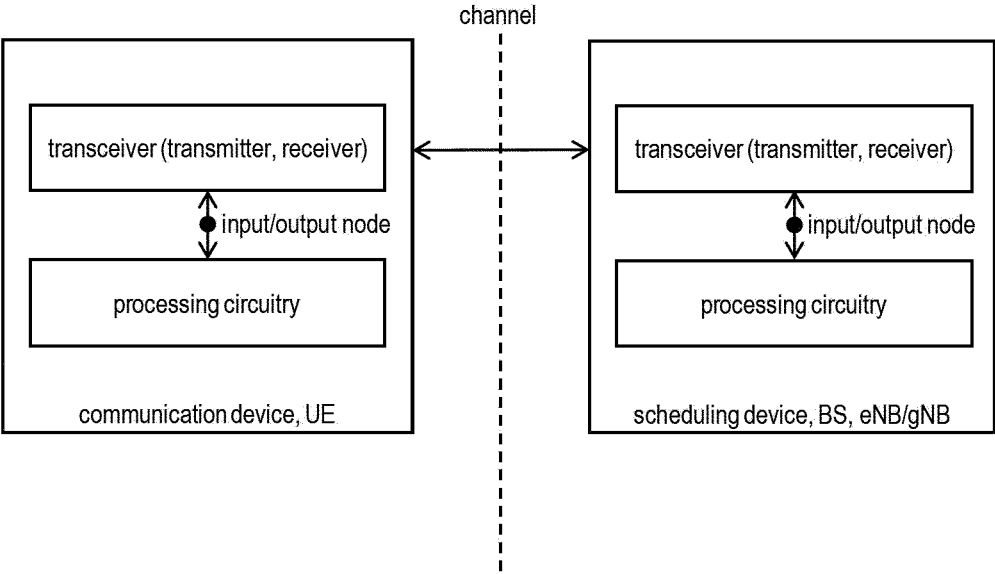 channel
transceiver (transmitter, receiver)
input/output node
processing circuitry
communication device, UE
transceiver (transmitter, receiver)
input/output node
processing circuitry
scheduling device, BS, eNB/gNB